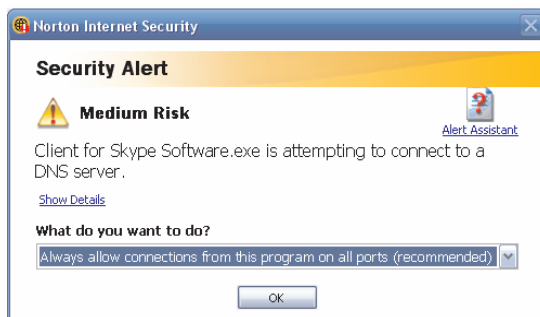 Norton Internet Security
Security Alert
Medium Risk
Alert Assistant
Client for Skype Software.exe is attempting to connect to a
DNS server.
Show Details
What do you want to do?
Always allow connections from this program on all ports (recommended)
OK